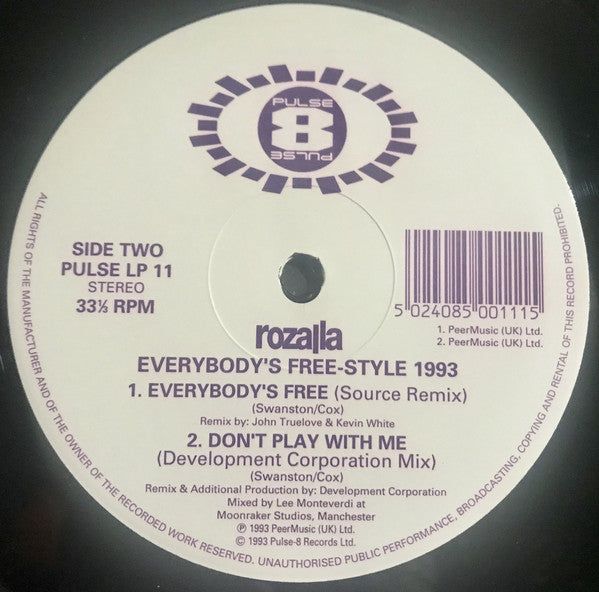 PULSE
8
PULSE
SIDE TWO
PULSE LP 11
STEREO
33⅓ RPM
5 024085 001115
1. PeerMusic (UK) Ltd.
2. PeerMusic (UK) Ltd.
rozalla
EVERYBODY'S FREE-STYLE 1993
1. EVERYBODY'S FREE (Source Remix)
(Swanston/Cox)
Remix by: John Truelove & Kevin White
2. DON'T PLAY WITH ME
(Development Corporation Mix)
(Swanston/Cox)
Remix & Additional Production by: Development Corporation
Mixed by Lee Monteverdi at
Moonraker Studios, Manchester
℗ 1993 PeerMusic (UK) Ltd.
© 1993 Pulse-8 Records Ltd.
ALL RIGHTS OF THE MANUFACTURER AND OF THE OWNER OF THE RECORDED WORK RESERVED. UNAUTHORISED PUBLIC PERFORMANCE, BROADCASTING, COPYING AND RENTAL OF THIS RECORD PROHIBITED.